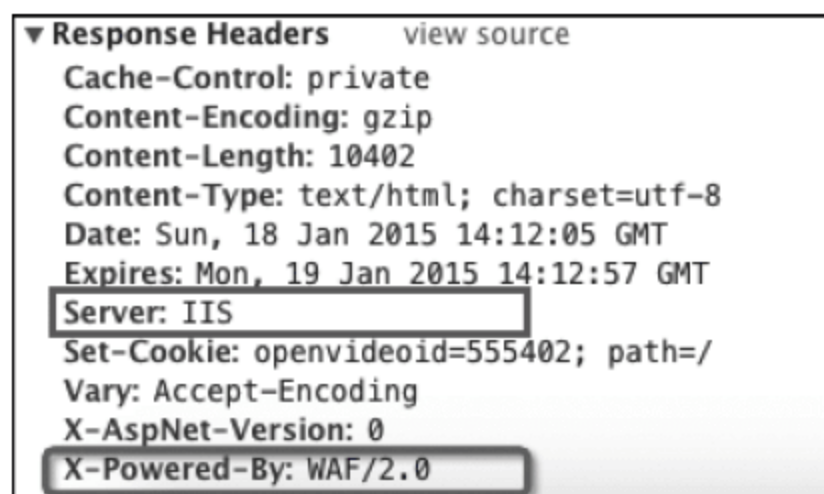 ▼ Response Headers view source
Cache-Control: private
Content-Encoding: gzip
Content-Length: 10402
Content-Type: text/html; charset=utf-8
Date: Sun, 18 Jan 2015 14:12:05 GMT
Expires: Mon, 19 Jan 2015 14:12:57 GMT
Server: IIS
Set-Cookie: openvideoid=555402; path=/
Vary: Accept-Encoding
X-AspNet-Version: 0
X-Powered-By: WAF/2.0